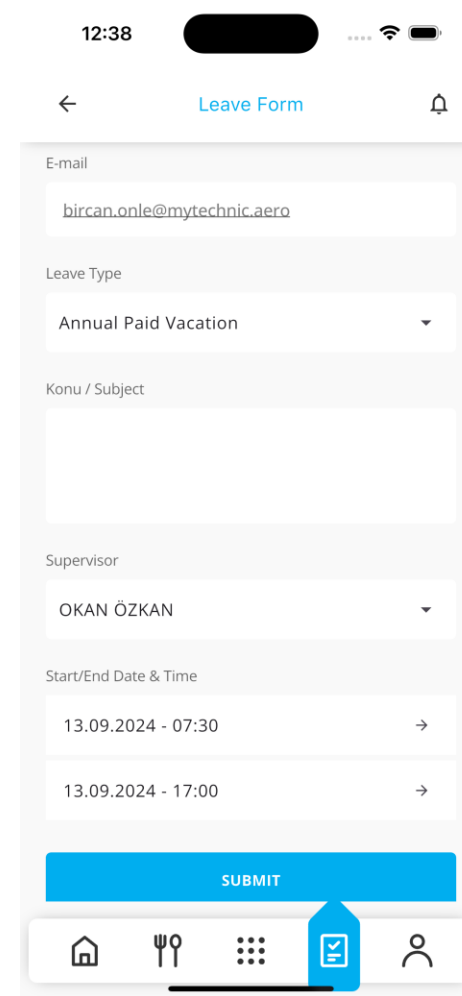 12:38
Leave Form
E-mail
bircan.onle@mytechnic.aero
Leave Type
Annual Paid Vacation
Konu / Subject
Supervisor
OKAN ÖZKAN
Start/End Date & Time
13.09.2024 - 07:30
13.09.2024 - 17:00
SUBMIT